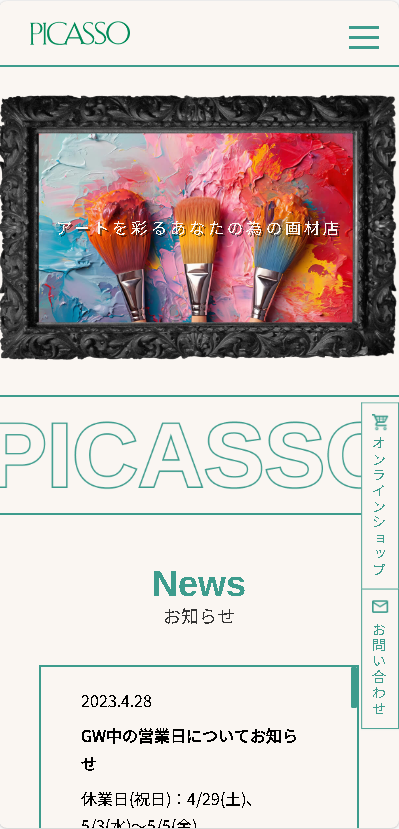 PICASSO
アートを彩るあなたの為の画材店
PICASSO
オンラインショップ
お問い合わせ
News
お知らせ
2023.4.28
GW中の営業日についてお知ら
せ
休業日(祝日)：4/29(土)、
5/3(水)～5/5(金)